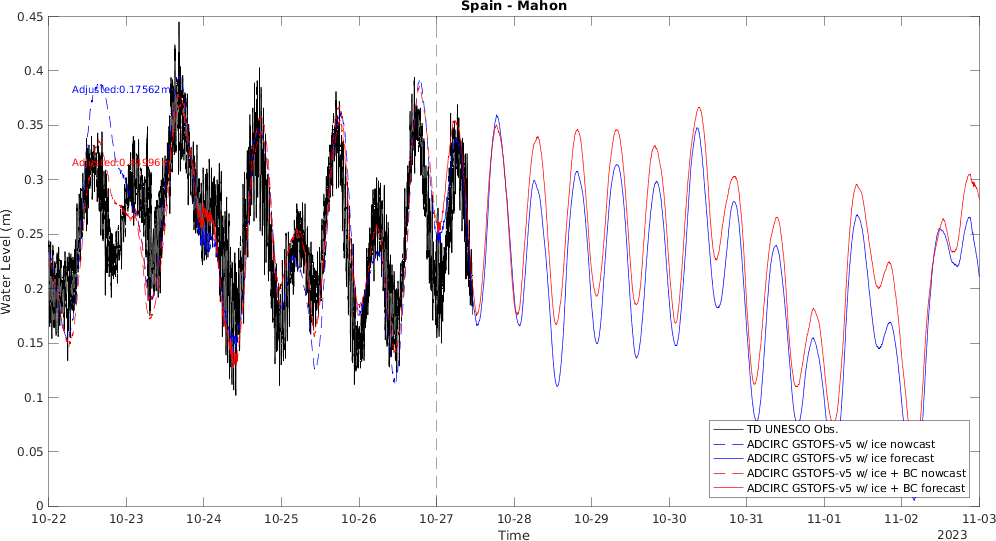 Spain - Mahon
Water Level (m)
0.45
0.4
0.35
0.3
0.25
0.2
0.15
0.1
0.05
0
Adjusted:0.17562m
TD UNESCO Obs.
ADCIRC GSTOFS-v5 w/ ice nowcast
ADCIRC GSTOFS-v5 w/ ice forecast
ADCIRC GSTOFS-v5 w/ ice + BC nowcast
ADCIRC GSTOFS-v5 w/ ice + BC forecast
10-22 10-23 10-24 10-25 10-26 10-27 10-28 10-29 10-30 10-31 11-01 11-02 11-03
Time
2023